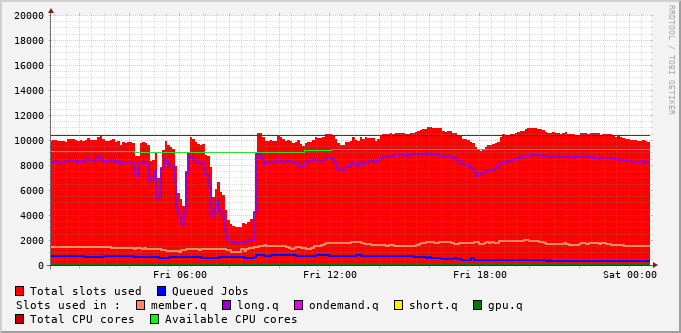 20000
18000
16000
14000
12000
10000
8000
6000
4000
2000
0
Fri 06:00 Fri 12:00 Fri 18:00 Sat 00:00
RRDTOOL / TOBI OETIKER
Total slots used Queued Jobs
Slots used in : member.q long.q ondemand.q short.q gpu.q
Total CPU cores Available CPU cores